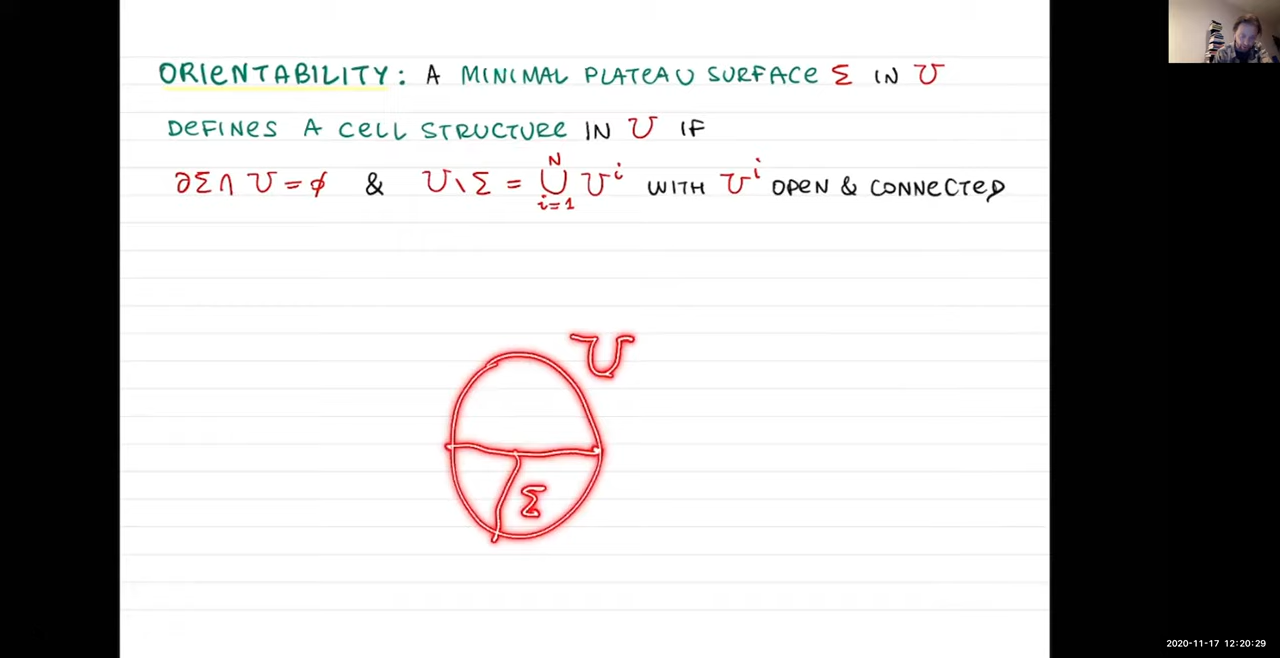 ORIENTABILITY: A MINIMAL PLATEAU SURFACE Σ IN U
DEFINES A CELL STRUCTURE IN U IF
∂Σ ∩ U = ϕ & U \ Σ = ⋃_{i=1}^{N} U^i WITH U^i OPEN & CONNECTED
U
Σ
2020-11-17 12:20:29